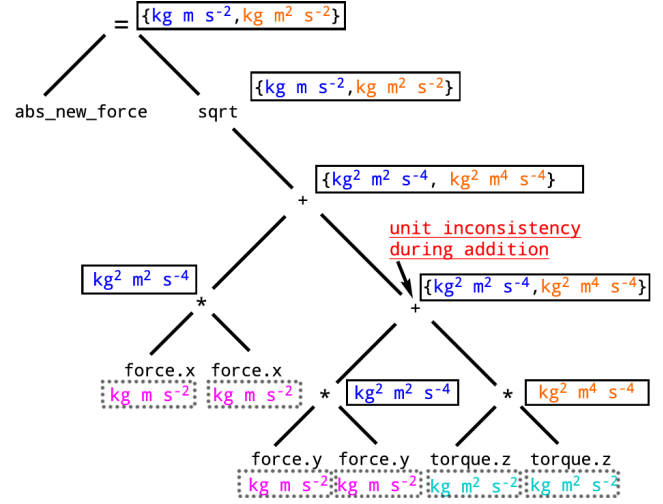 = {kg m s⁻²,kg m² s⁻²}
abs_new_force sqrt {kg m s⁻²,kg m² s⁻²}
+ {kg² m² s⁻⁴, kg² m⁴ s⁻⁴}
unit inconsistency
during addition
kg² m² s⁻⁴
* + {kg² m² s⁻⁴,kg² m⁴ s⁻⁴}
force.x force.x
kg m s⁻² kg m s⁻²
* kg² m² s⁻⁴ * kg² m⁴ s⁻⁴
force.y force.y torque.z torque.z
kg m s⁻² kg m s⁻² kg m² s⁻² kg m² s⁻²